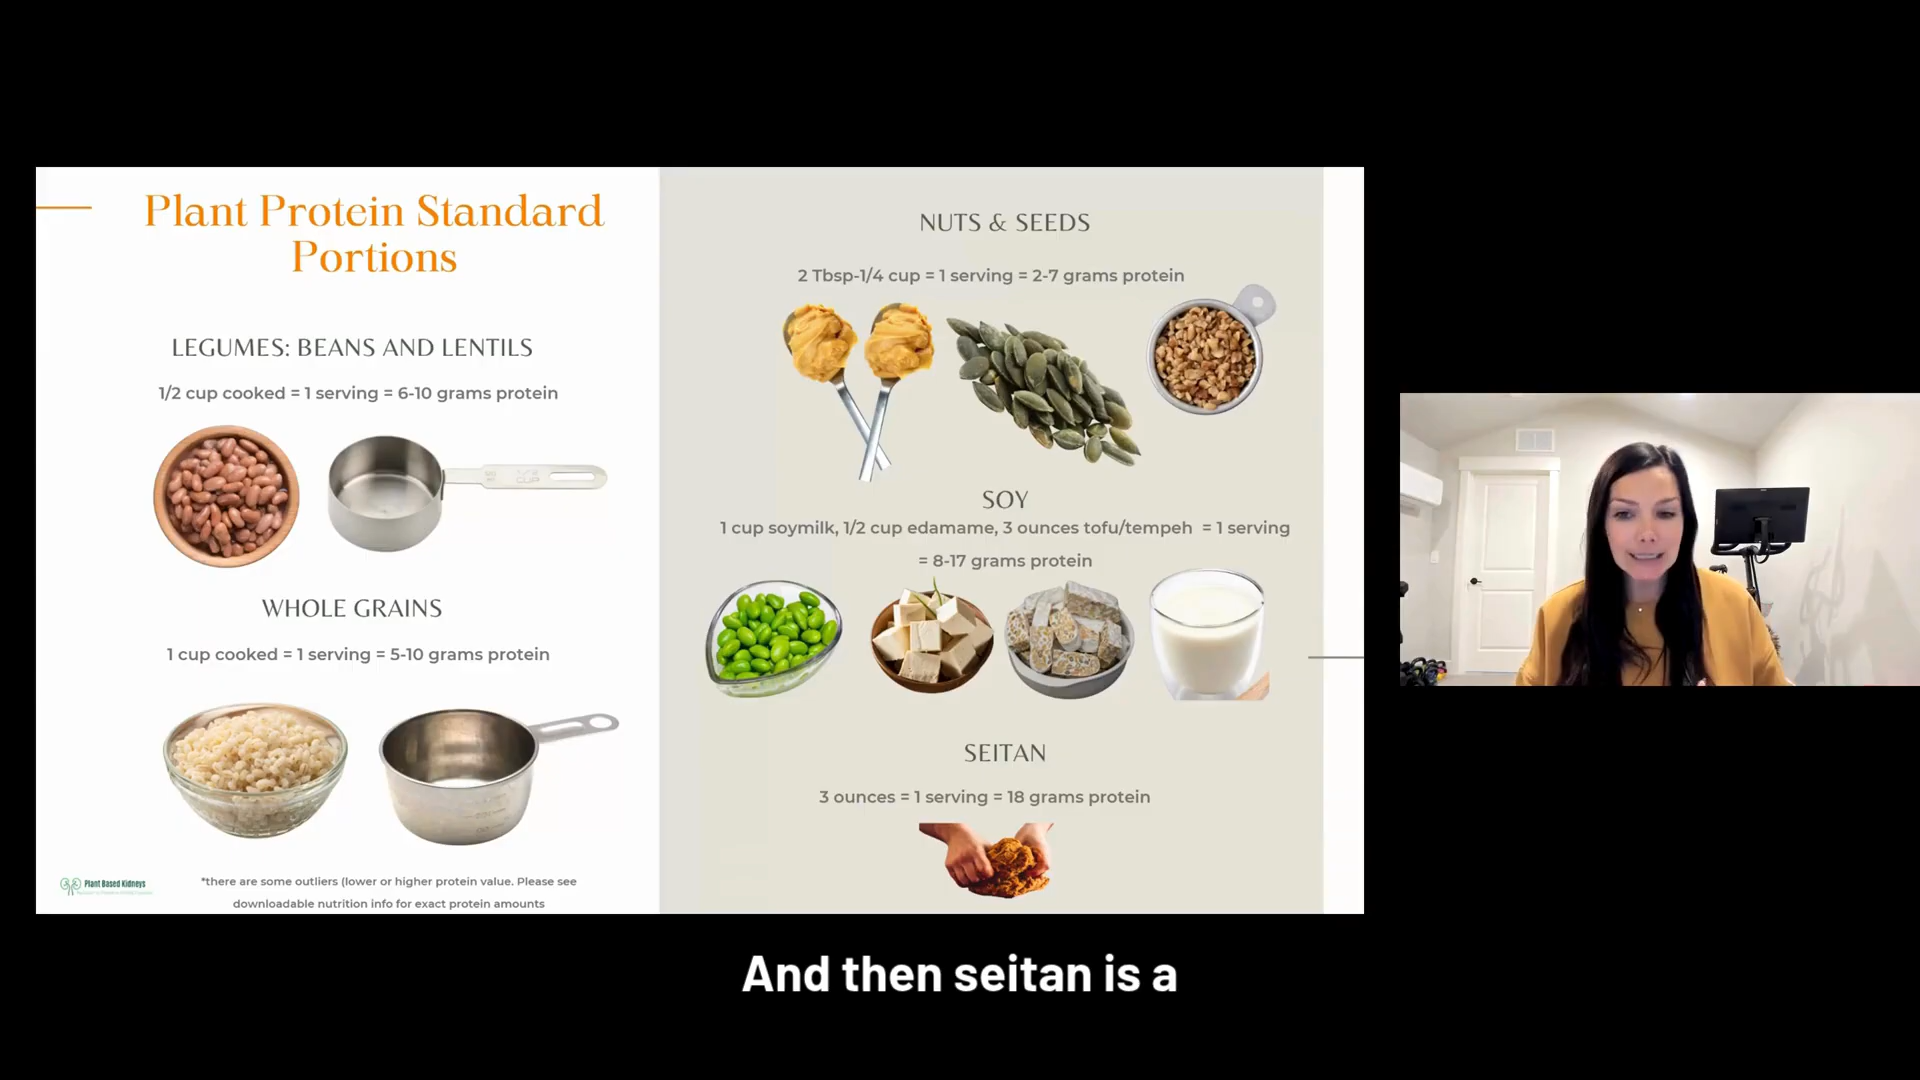 Plant Protein Standard
Portions
LEGUMES: BEANS AND LENTILS
1/2 cup cooked = 1 serving = 6-10 grams protein
WHOLE GRAINS
1 cup cooked = 1 serving = 5-10 grams protein
Plant Based Kidneys
*there are some outliers (lower or higher protein value. Please see
downloadable nutrition info for exact protein amounts
NUTS & SEEDS
2 Tbsp-1/4 cup = 1 serving = 2-7 grams protein
SOY
1 cup soymilk, 1/2 cup edamame, 3 ounces tofu/tempeh = 1 serving
= 8-17 grams protein
SEITAN
3 ounces = 1 serving = 18 grams protein
And then seitan is a